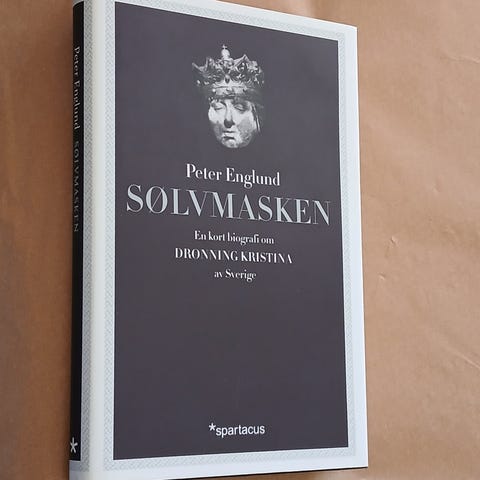 Peter Englund SØLVMASKEN
Peter Englund
SØLVMASKEN
En kort biografi om
DRONNING KRISTINA
av Sverige
*spartacus